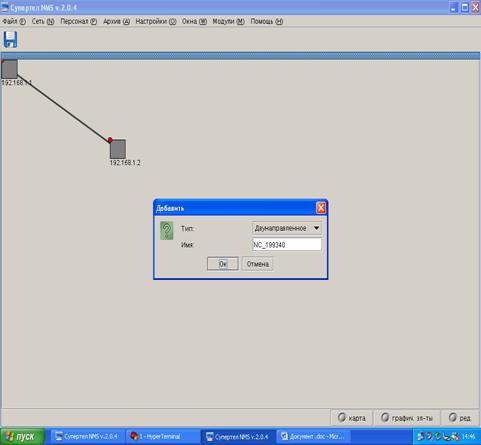 Супертел NMS v.2.0.4
Файл (F) Сеть (N) Персонал (P) Архив (A) Настройки (O) Окна (W) Модули (M) Помощь (H)
192.168.1.1
192.168.1.2
Добавить
Тип: Двунаправленное
Имя: NC_199340
Ок Отмена
карта графич. эл-ты ред.
пуск Супертел NMS v.2.0.4 1 - HyperTerminal Супертел NMS v.2.0.4 Документ .doc - Micr... 14:46